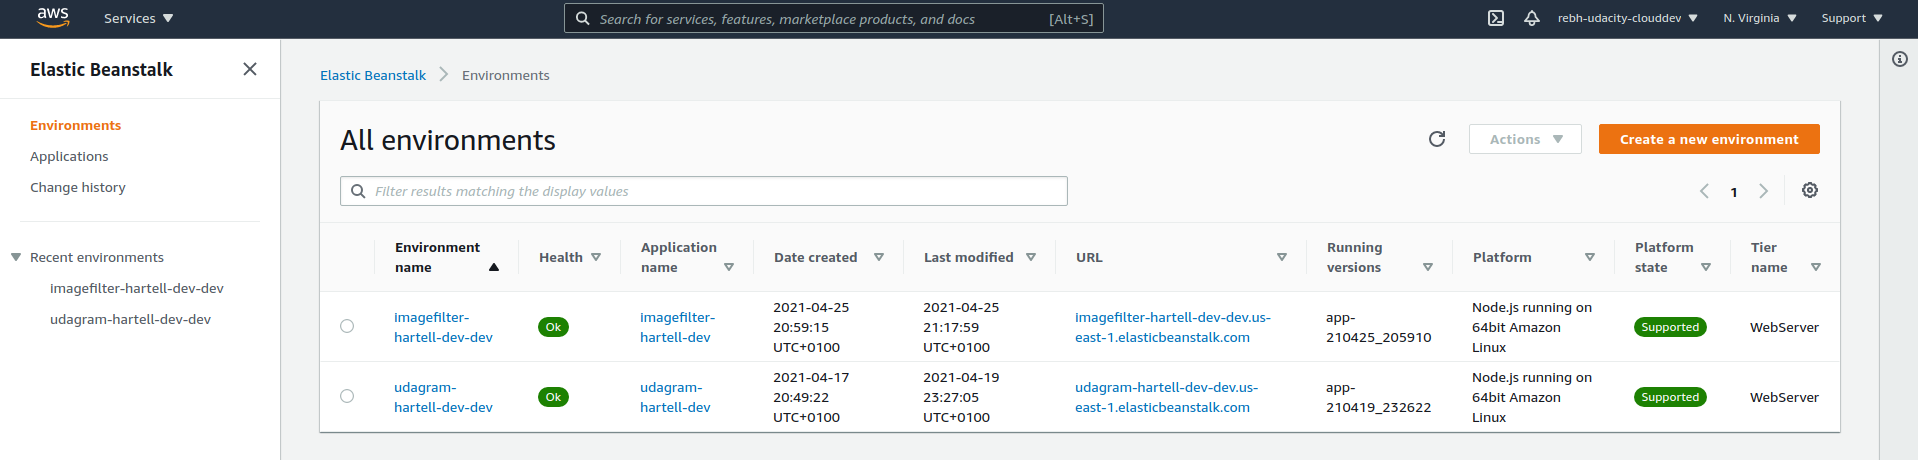 aws
Services
Search for services, features, marketplace products, and docs [Alt+S]
rebh-udacity-clouddev
N. Virginia
Support
Elastic Beanstalk
Environments
Applications
Change history
Recent environments
imagefilter-hartell-dev-dev
udagram-hartell-dev-dev
Elastic Beanstalk
Environments
All environments
Actions
Create a new environment
Filter results matching the display values
1
Environment
name
Health
Application
name
Date created
Last modified
URL
Running
versions
Platform
Platform
state
Tier
name
imagefilter-
hartell-dev-dev
Ok
imagefilter-
hartell-dev
2021-04-25
20:59:15
UTC+0100
2021-04-25
21:17:59
UTC+0100
imagefilter-hartell-dev-dev.us-
east-1.elasticbeanstalk.com
app-
210425_205910
Node.js running on
64bit Amazon
Linux
Supported
WebServer
udagram-
hartell-dev-dev
Ok
udagram-
hartell-dev
2021-04-17
20:49:22
UTC+0100
2021-04-19
23:27:05
UTC+0100
udagram-hartell-dev-dev.us-
east-1.elasticbeanstalk.com
app-
210419_232622
Node.js running on
64bit Amazon
Linux
Supported
WebServer